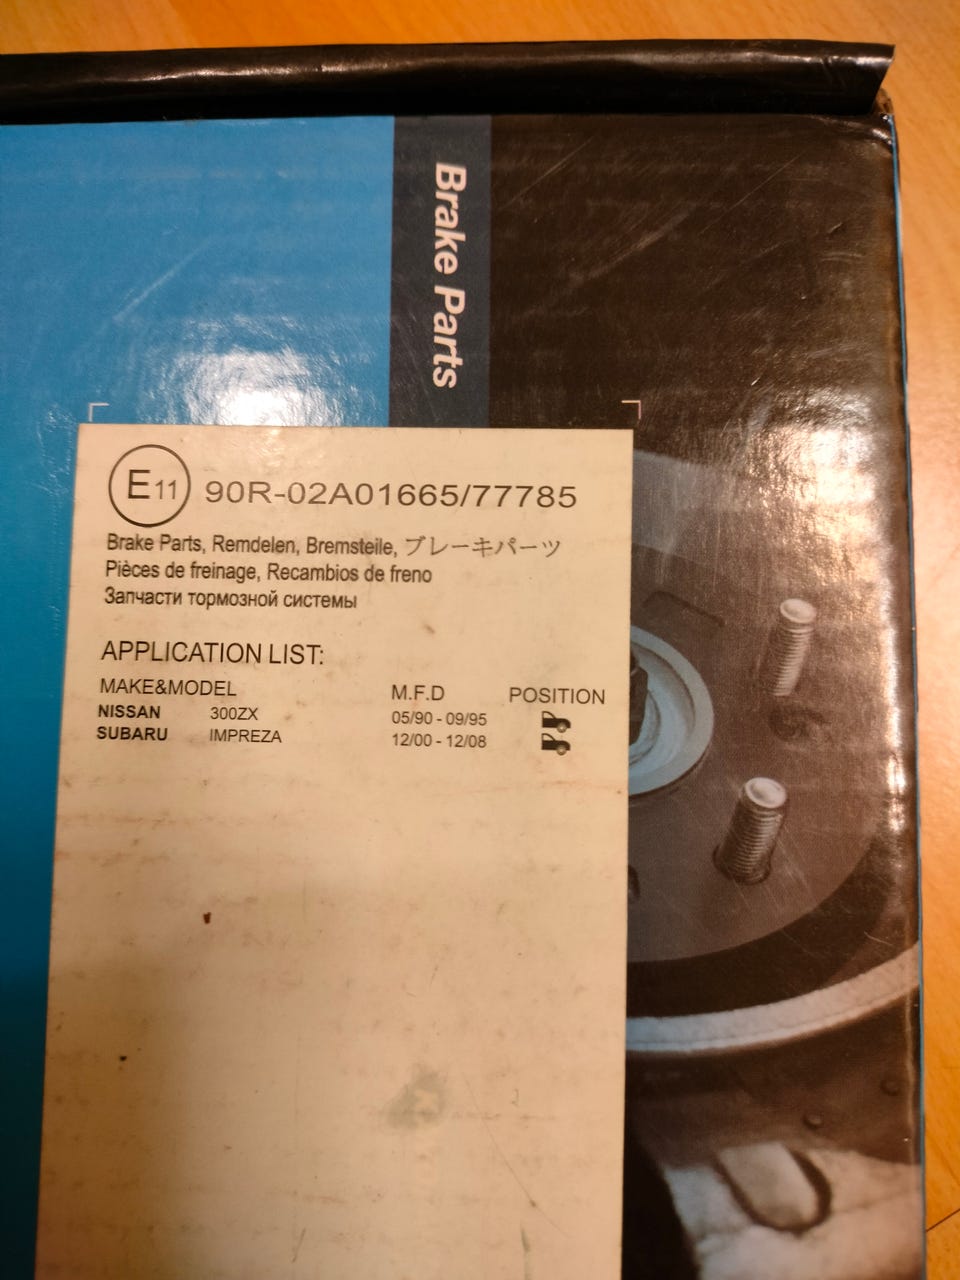 Brake Parts
E11 90R-02A01665/77785
Brake Parts, Remdelen, Bremsteile, ブレーキパーツ
Pièces de freinage, Recambios de freno
Запчасти тормозной системы
APPLICATION LIST:
MAKE&MODEL M.F.D POSITION
NISSAN 300ZX 05/90 - 09/95
SUBARU IMPREZA 12/00 - 12/08